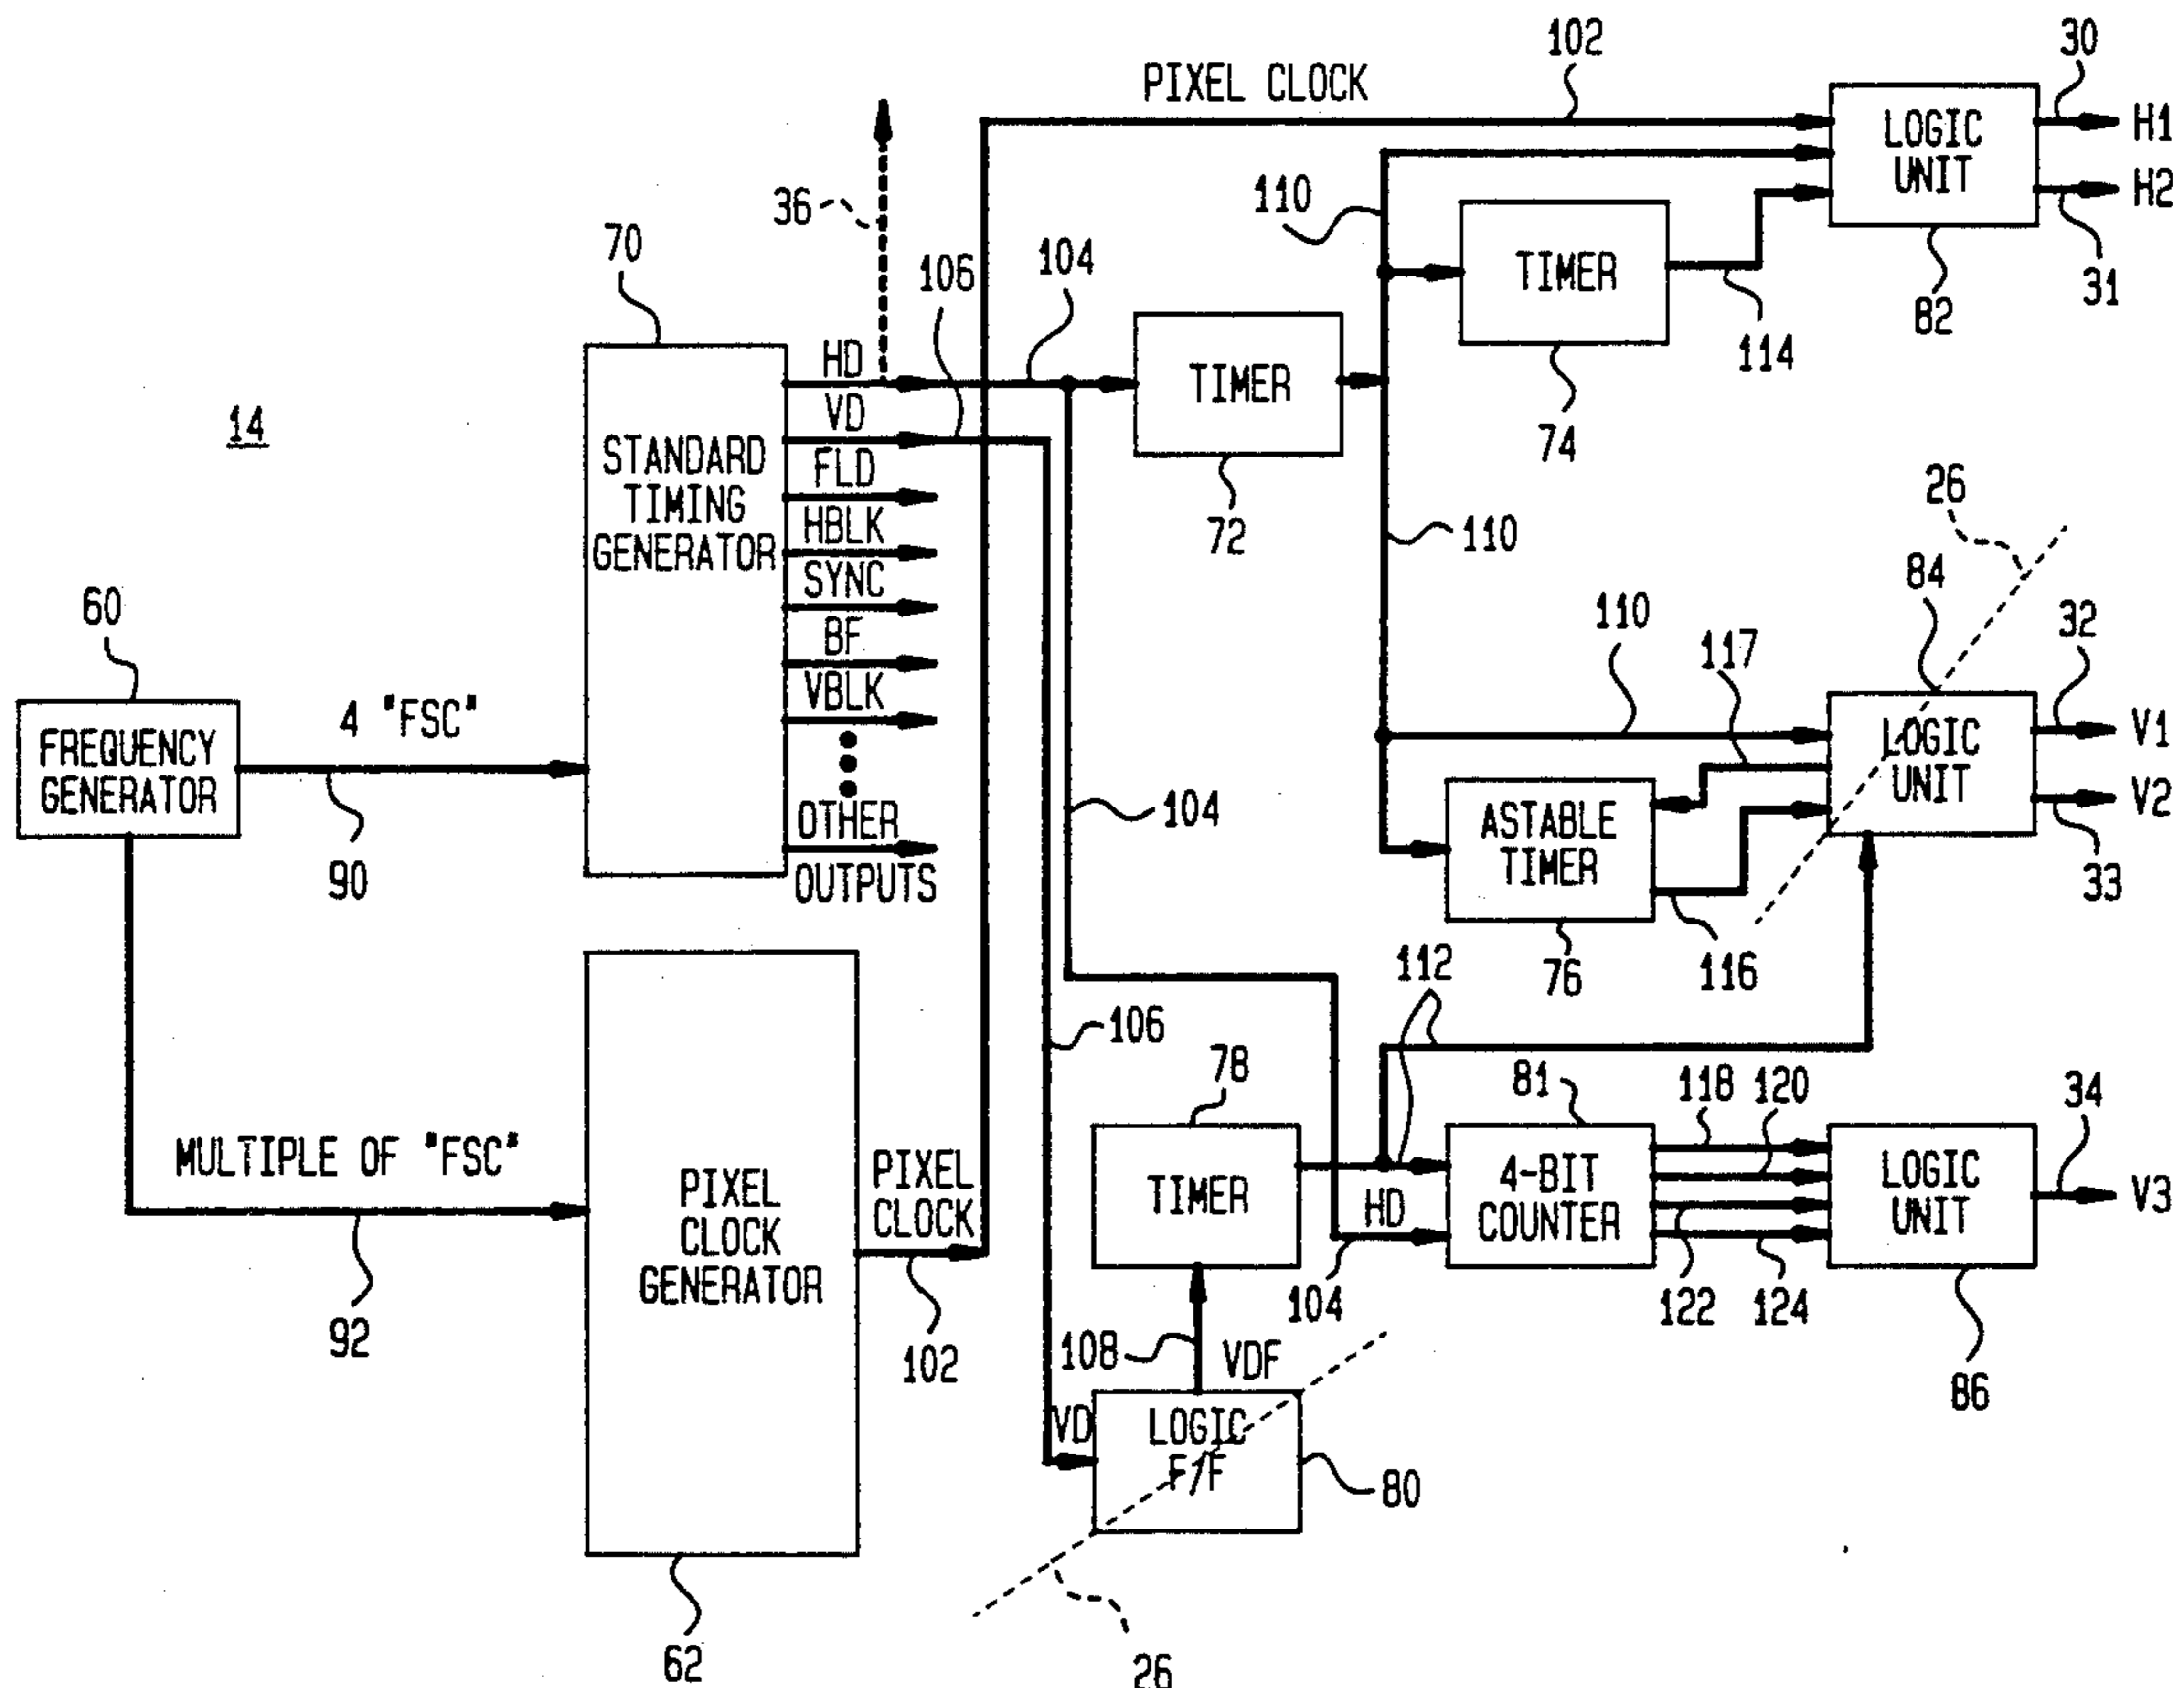 102
30
PIXEL CLOCK
LOGIC
UNIT
H1
H2
36
110
31
82
70
106
104
TIMER
114
74
HD
VD
FLD
HBLK
SYNC
BF
VBLK
OTHER
OUTPUTS
TIMER
72
14
STANDARD
TIMING
GENERATOR
110
26
84
60
4 "FSC"
FREQUENCY
GENERATOR
90
110
117
32
LOGIC
UNIT
V1
V2
33
104
ASTABLE
TIMER
76
116
112
106
78
81
118
120
34
MULTIPLE OF "FSC"
92
PIXEL
CLOCK
GENERATOR
PIXEL
CLOCK
102
62
TIMER
HD
104
4-BIT
COUNTER
122
124
LOGIC
UNIT
V3
86
108
VDF
VD
LOGIC
F/F
80
26